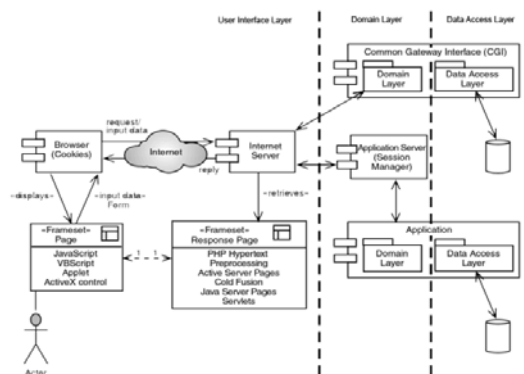 User Interface Layer
Domain Layer
Data Access Layer
Common Gateway Interface (CGI)
Domain
Layer
Data Access
Layer
request/
input data
Browser
(Cookies)
Internet
Internet
Server
reply
Application Server
(Session
Manager)
«displays»
«input data»
Form
«retrieves»
«Frameset»
Page
JavaScript
VBScript
Applet
ActiveX control
1
1
«Frameset»
Response Page
PHP Hypertext
Preprocessing
Active Server Pages
Cold Fusion
Java Server Pages
Servlets
Application
Domain
Layer
Data Access
Layer
Actor